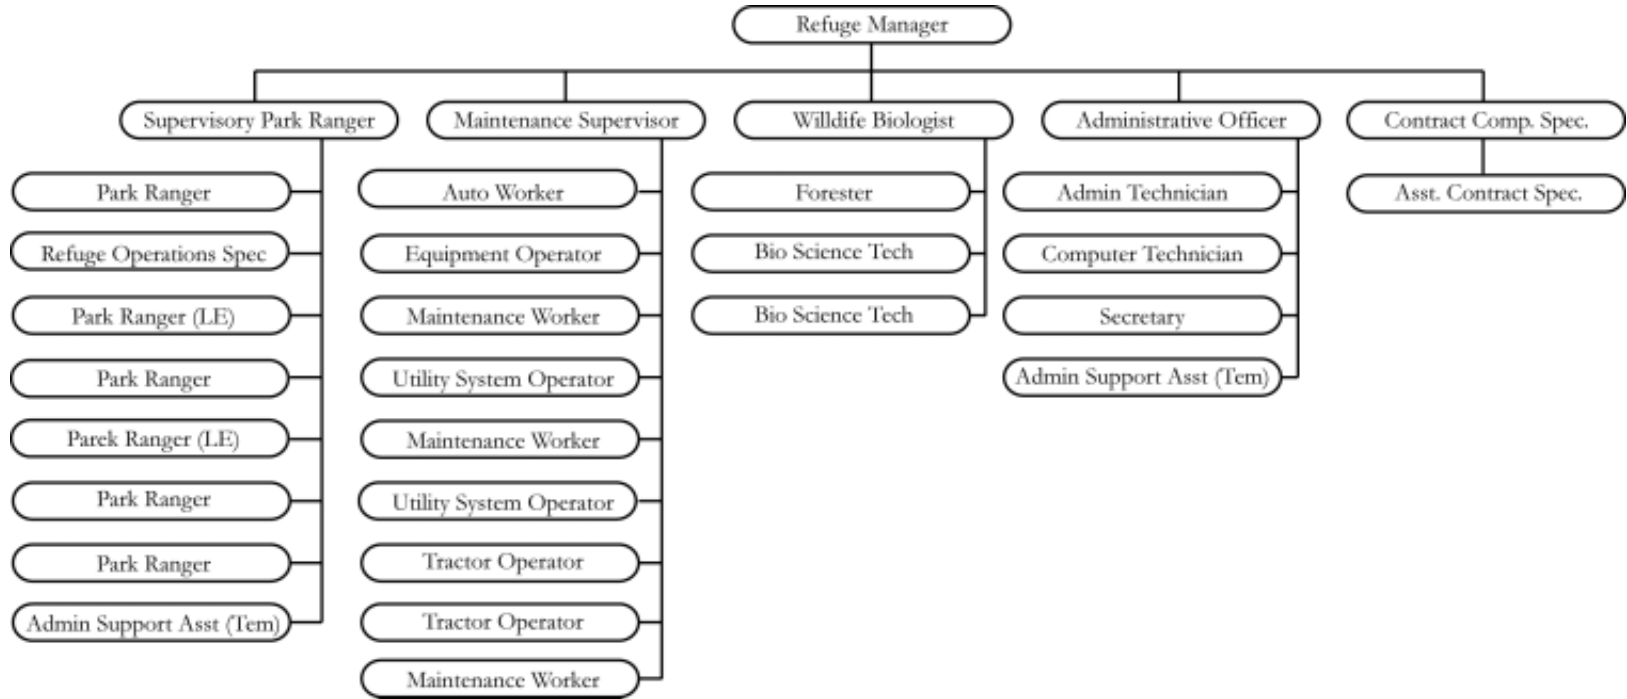 Refuge Manager
Supervisory Park Ranger
Maintenance Supervisor
Willdife Biologist
Administrative Officer
Contract Comp. Spec.
Park Ranger
Refuge Operations Spec
Park Ranger (LE)
Park Ranger
Parek Ranger (LE)
Park Ranger
Park Ranger
Admin Support Asst (Tem)
Auto Worker
Equipment Operator
Maintenance Worker
Utility System Operator
Maintenance Worker
Utility System Operator
Tractor Operator
Tractor Operator
Maintenance Worker
Forester
Bio Science Tech
Bio Science Tech
Admin Technician
Computer Technician
Secretary
Admin Support Asst (Tem)
Asst. Contract Spec.